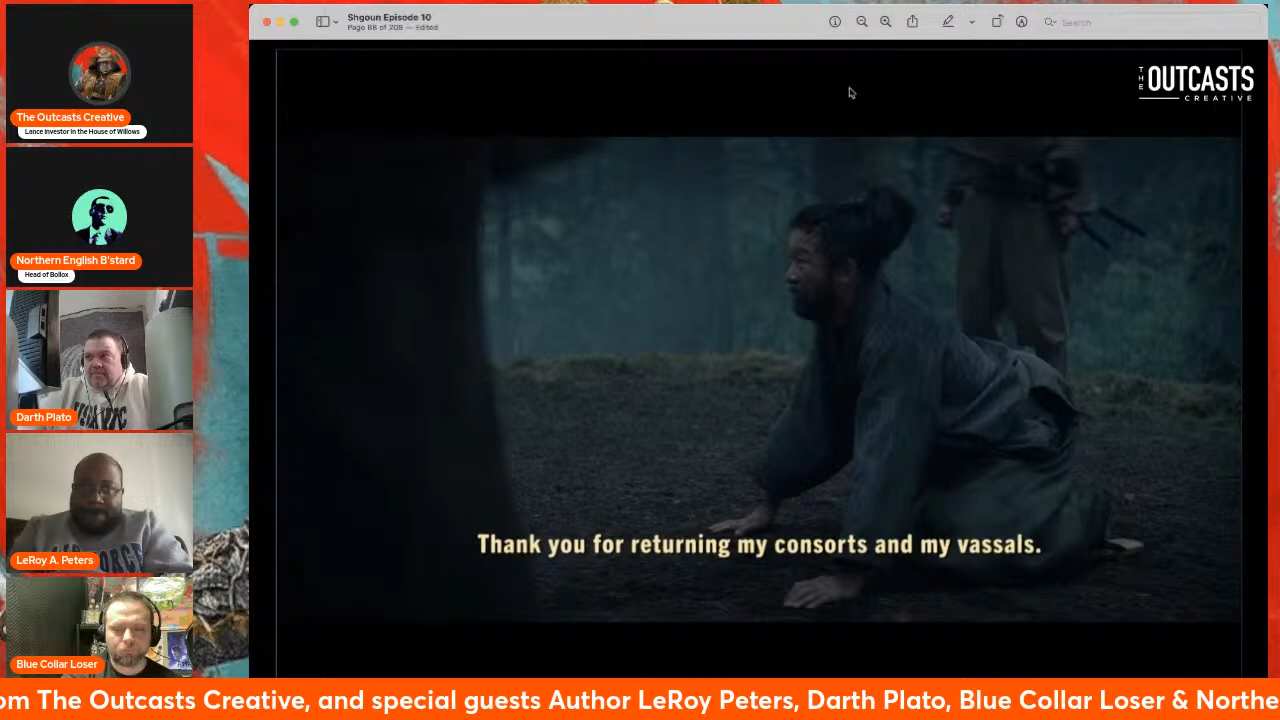 The Outcasts Creative
Lance Investor in the House of Willows
Northern English B'stard
Head of Bollox
Darth Plato
LeRoy A. Peters
Blue Collar Loser
Shgoun Episode 10
Page 88 of 208 — Edited
Search
THE OUTCASTS
CREATIVE
Thank you for returning my consorts and my vassals.
om The Outcasts Creative, and special guests Author LeRoy Peters, Darth Plato, Blue Collar Loser & Northe